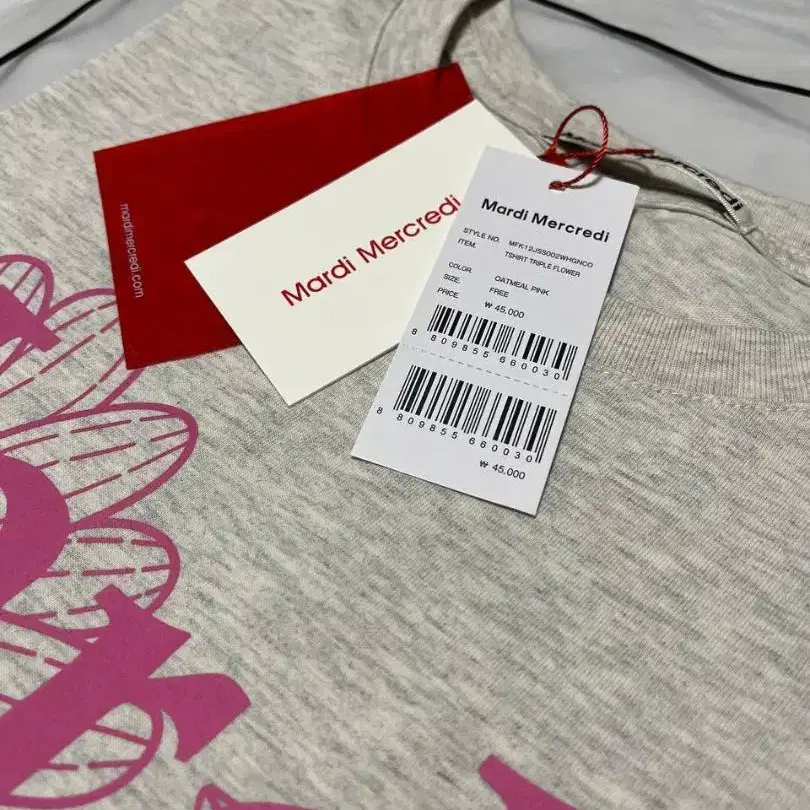 mardimercredi.com
Mardi Mercredi
Mardi Mercredi
STYLE NO. MFK12JSS002WHGNCO
ITEM. TSHIRT TRIPLE FLOWER
COLOR. OATMEAL PINK
SIZE. FREE
PRICE. ₩ 45,000
8 809855 660030
8 809855 660030
₩ 45,000